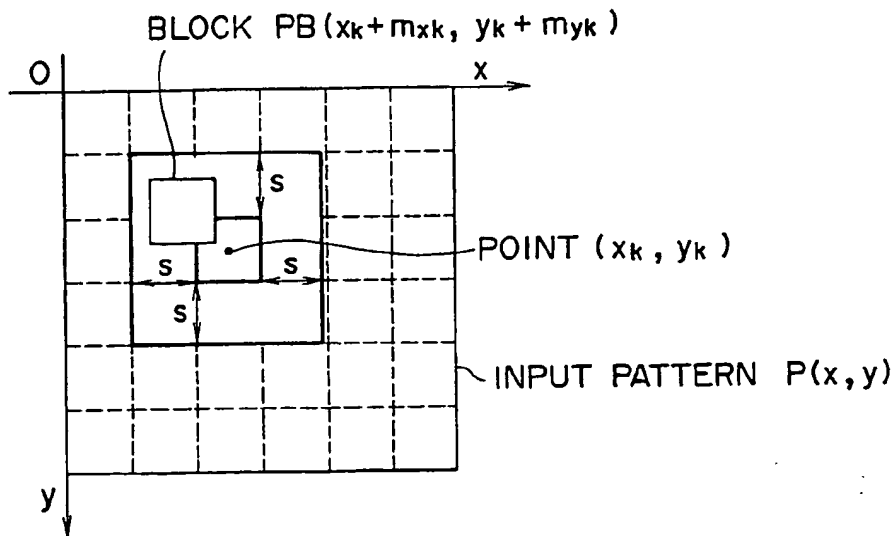 BLOCK PB(xk+mxk, yk+myk)
O x
S
POINT (xk, yk)
S S
S
INPUT PATTERN P(x,y)
y